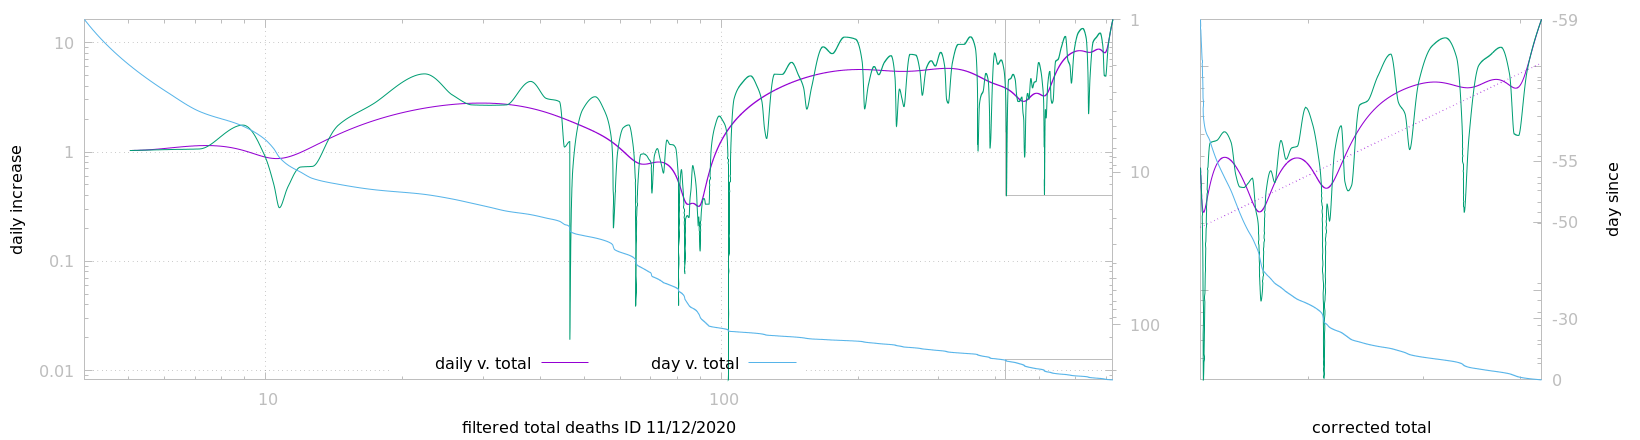 10
1
0.1
0.01
daily increase
10
100
filtered total deaths ID 11/12/2020
daily v. total
day v. total
1
10
100
-59
-55
-50
-30
0
day since
corrected total